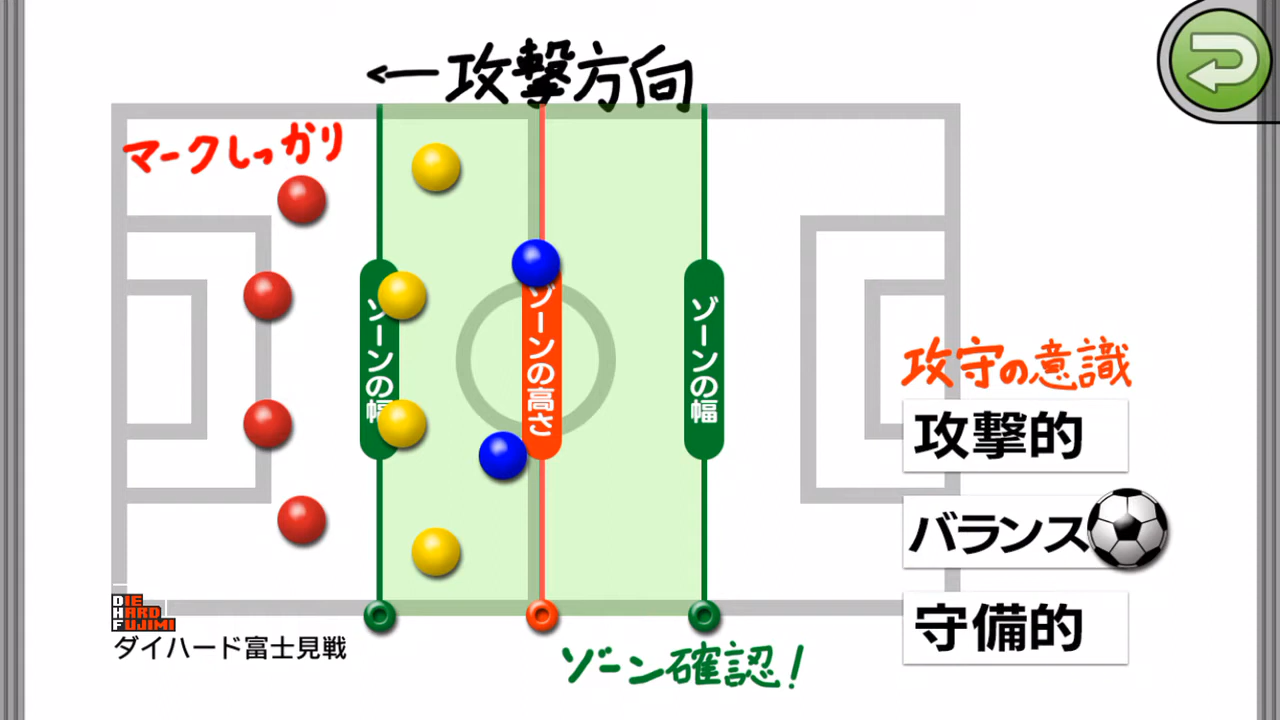 ←攻撃方向
マークしっかり
ゾーンの幅
ゾーンの高さ
ゾーンの幅
攻守の意識
攻撃的
バランス
守備的
DIE
HARD
FUJIMI
ダイハード富士見戦
ゾーン確認!